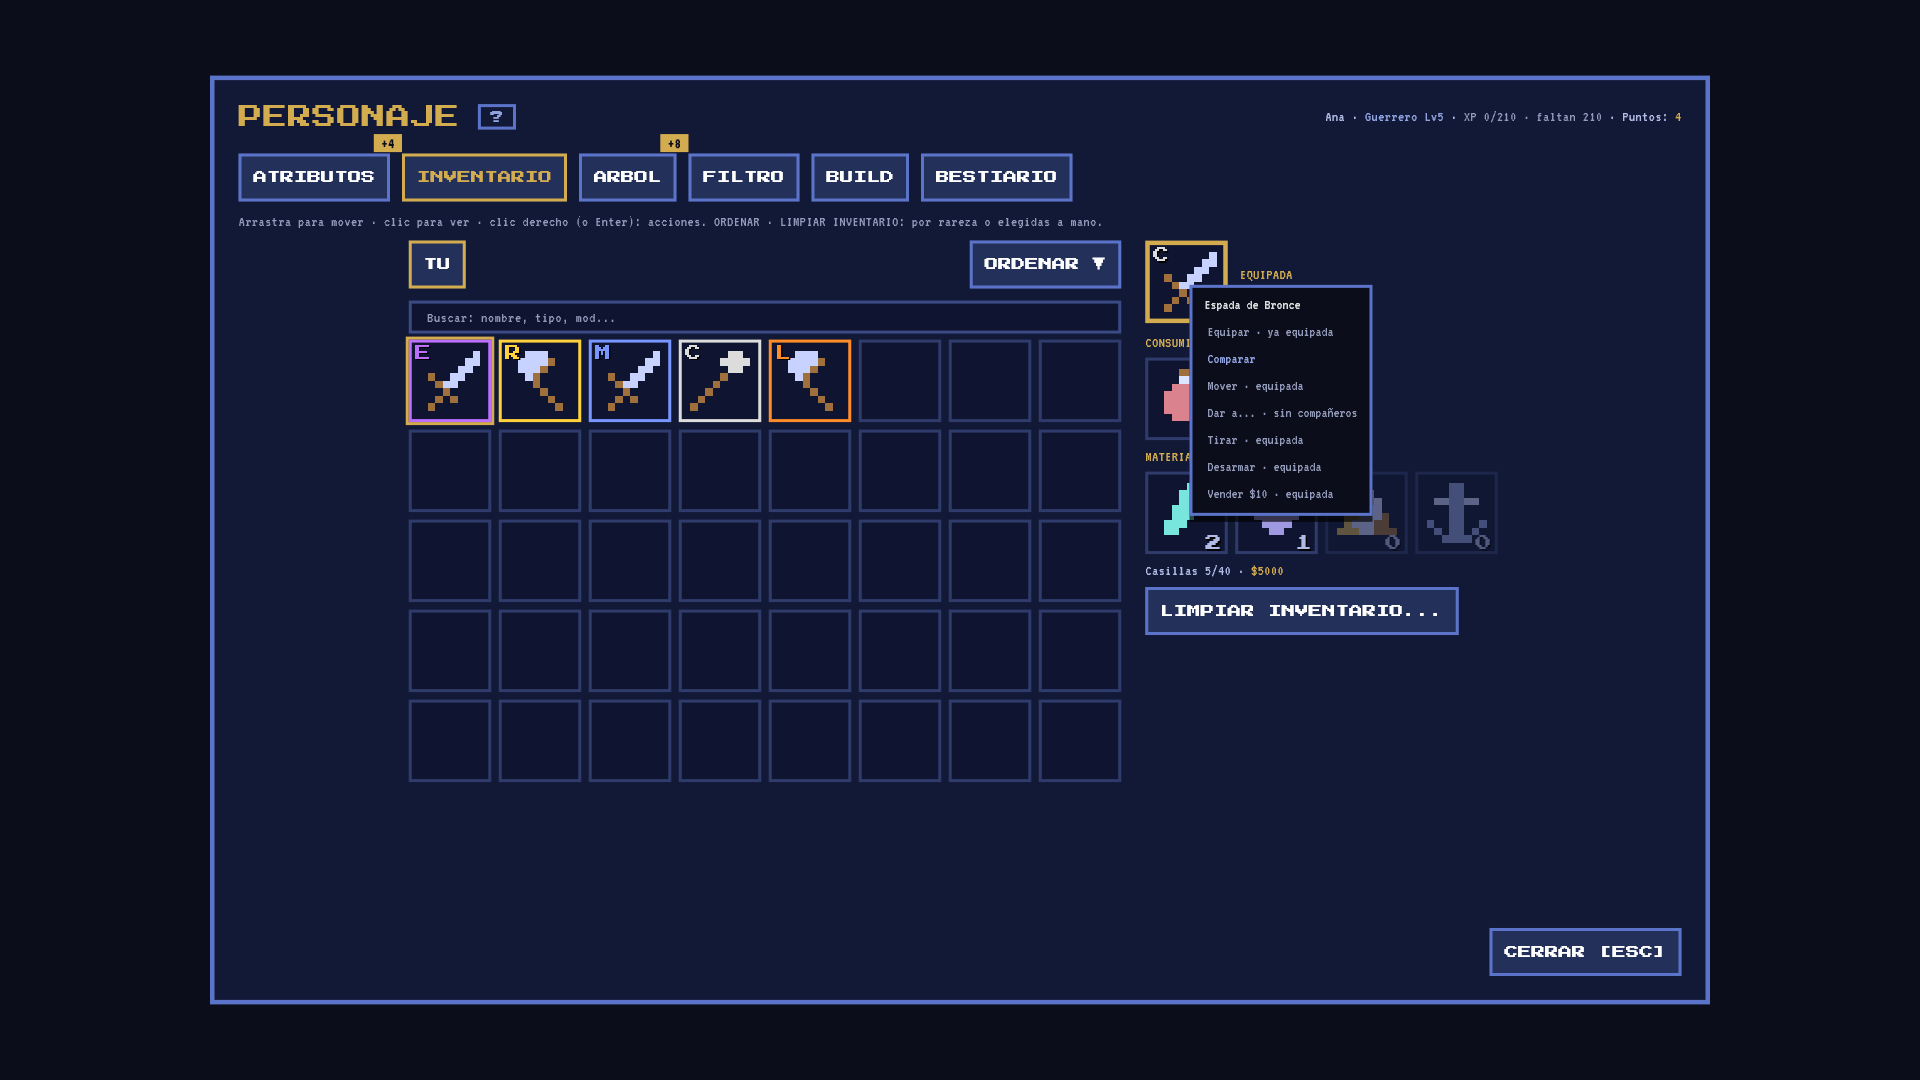 PERSONAJE ?
Ana · Guerrero Lv5 · XP 0/210 · faltan 210 · Puntos: 4
+4
+8
ATRIBUTOS
INVENTARIO
ARBOL
FILTRO
BUILD
BESTIARIO
Arrastra para mover · clic para ver · clic derecho (o Enter): acciones. ORDENAR · LIMPIAR INVENTARIO: por rareza o elegidas a mano.
TU
ORDENAR ▼
Buscar: nombre, tipo, mod...
E
R
M
C
L
C
EQUIPADA
Espada de Bronce
Equipar · ya equipada
Comparar
Mover · equipada
Dar a... · sin compañeros
Tirar · equipada
Desarmar · equipada
Vender $10 · equipada
2
1
0
0
Casillas 5/40 · $5000
LIMPIAR INVENTARIO...
CERRAR [ESC]